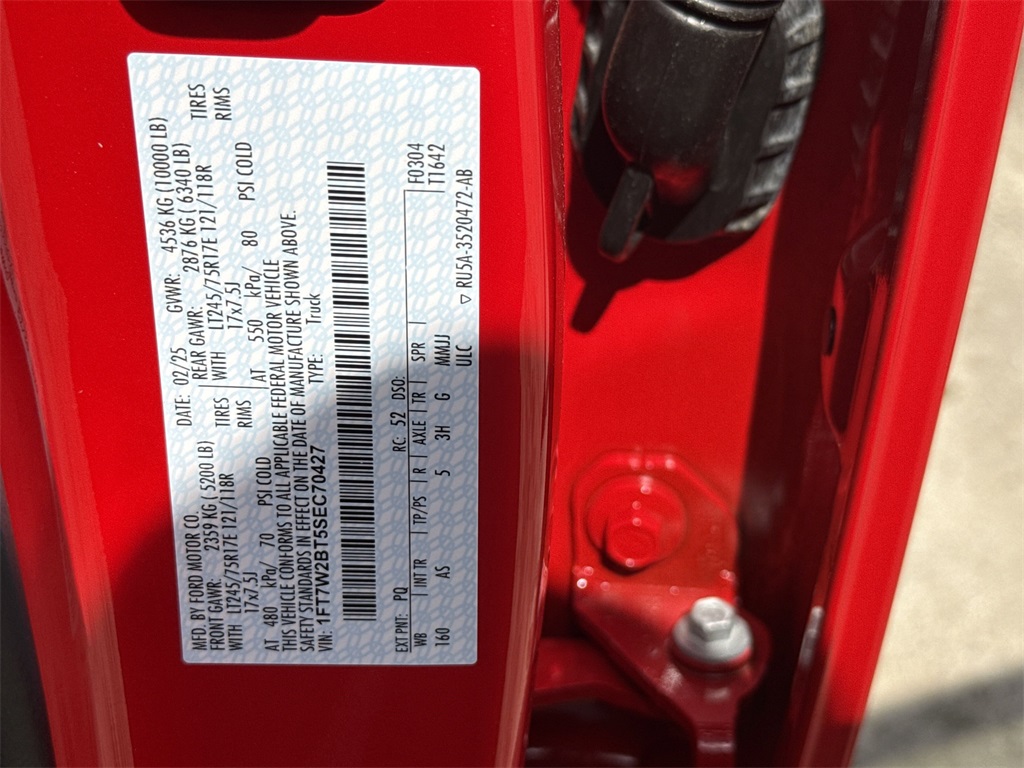 MFD. BY FORD MOTOR CO.
DATE: 02/25 GVWR: 4536 KG (10000 LB)
FRONT GAWR: 2359 KG ( 5200 LB) REAR GAWR: 2876 KG ( 6340 LB)
WITH LT245/75R17E 121/118R TIRES WITH LT245/75R17E 121/118R TIRES
17x7.5J RIMS 17x7.5J RIMS
AT 480 kPa/ 70 PSI COLD AT 550 kPa/ 80 PSI COLD
THIS VEHICLE CONFORMS TO ALL APPLICABLE FEDERAL MOTOR VEHICLE
SAFETY STANDARDS IN EFFECT ON THE DATE OF MANUFACTURE SHOWN ABOVE.
VIN: 1FT7W2BT5SEC70427 TYPE: Truck
EXT PNT: PQ RC: 52 DSO:
WB INT TR TP/PS R AXLE TR SPR F0304
160 AS 5 3H G MMJJ T1642
ULC ▽ RU5A-3520472-AB